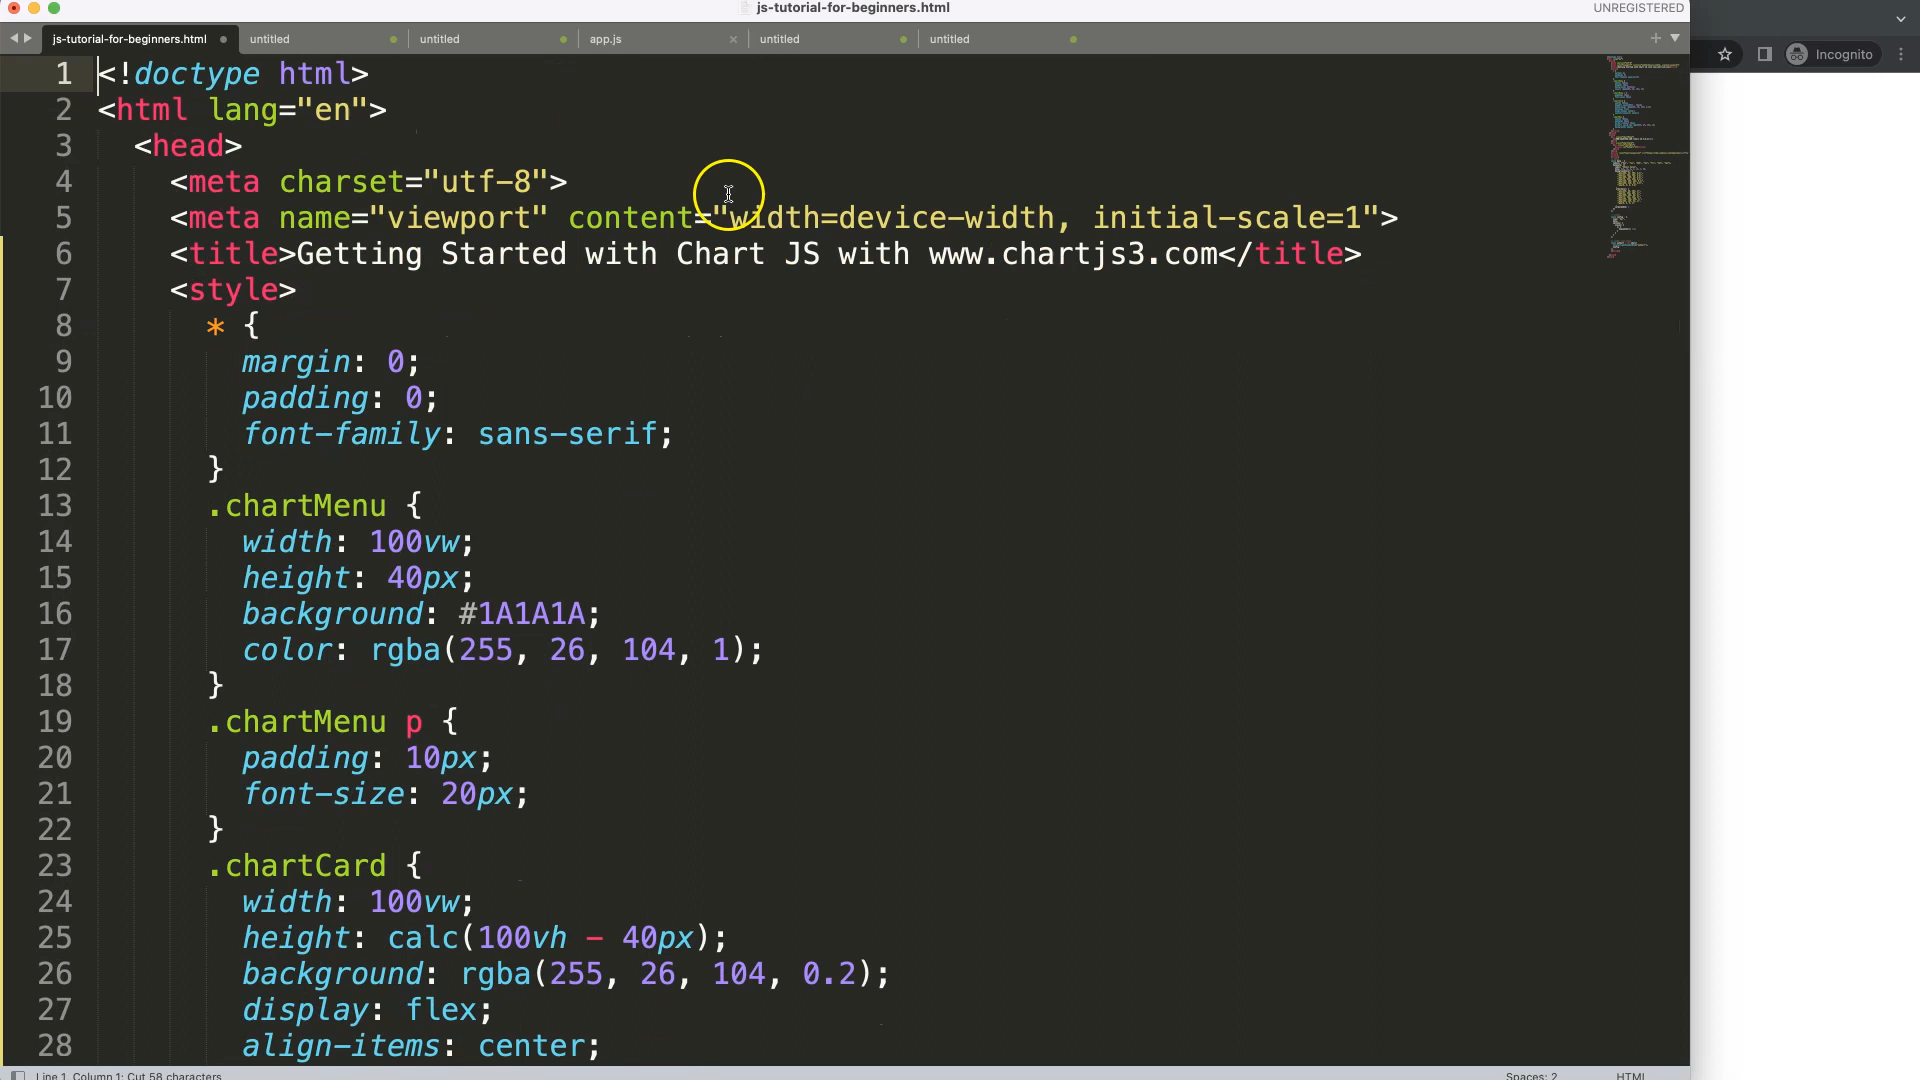 js-tutorial-for-beginners.html
UNREGISTERED
js-tutorial-for-beginners.html
untitled
untitled
app.js
untitled
untitled
Incognito
1 <!doctype html>
2 <html lang="en">
3 <head>
4 <meta charset="utf-8">
5 <meta name="viewport" content="width=device-width, initial-scale=1">
6 <title>Getting Started with Chart JS with www.chartjs3.com</title>
7 <style>
8 * {
9 margin: 0;
10 padding: 0;
11 font-family: sans-serif;
12 }
13 .chartMenu {
14 width: 100vw;
15 height: 40px;
16 background: #1A1A1A;
17 color: rgba(255, 26, 104, 1);
18 }
19 .chartMenu p {
20 padding: 10px;
21 font-size: 20px;
22 }
23 .chartCard {
24 width: 100vw;
25 height: calc(100vh - 40px);
26 background: rgba(255, 26, 104, 0.2);
27 display: flex;
28 align-items: center;
Line 1, Column 1; Cut 58 characters
Spaces: 2
HTML